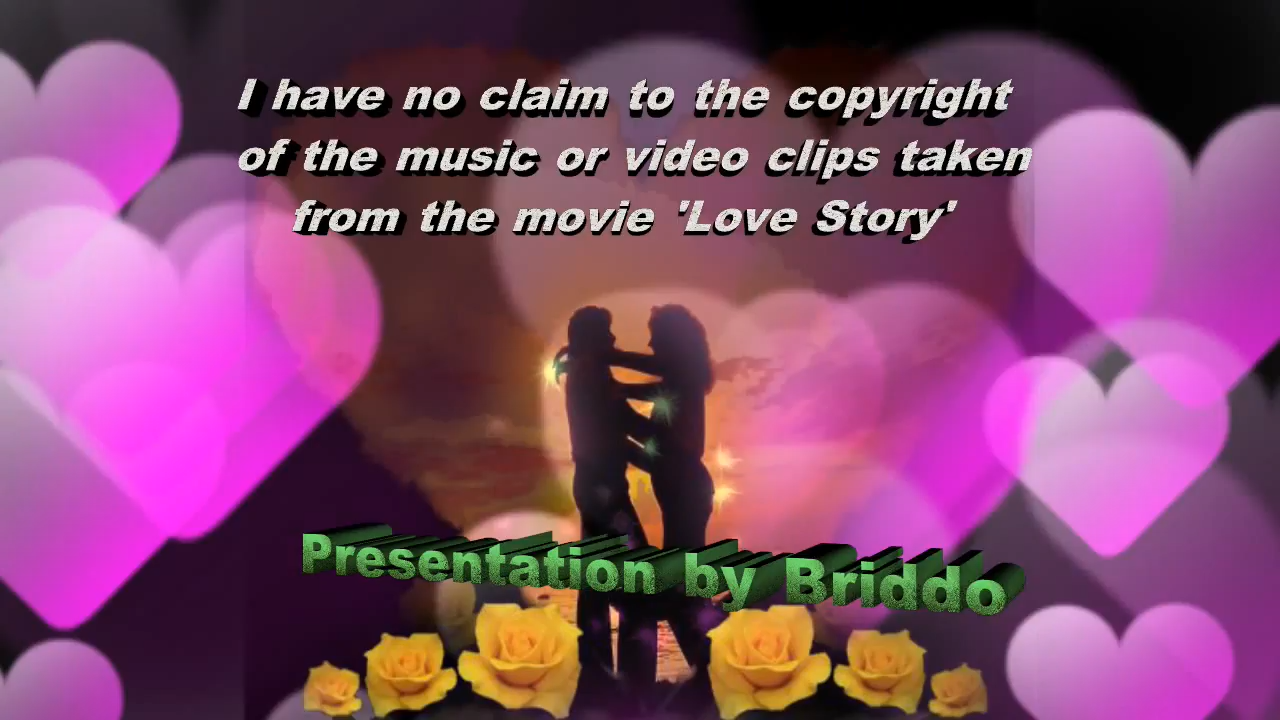 I have no claim to the copyright
of the music or video clips taken
from the movie 'Love Story'
Presentation by Briddo